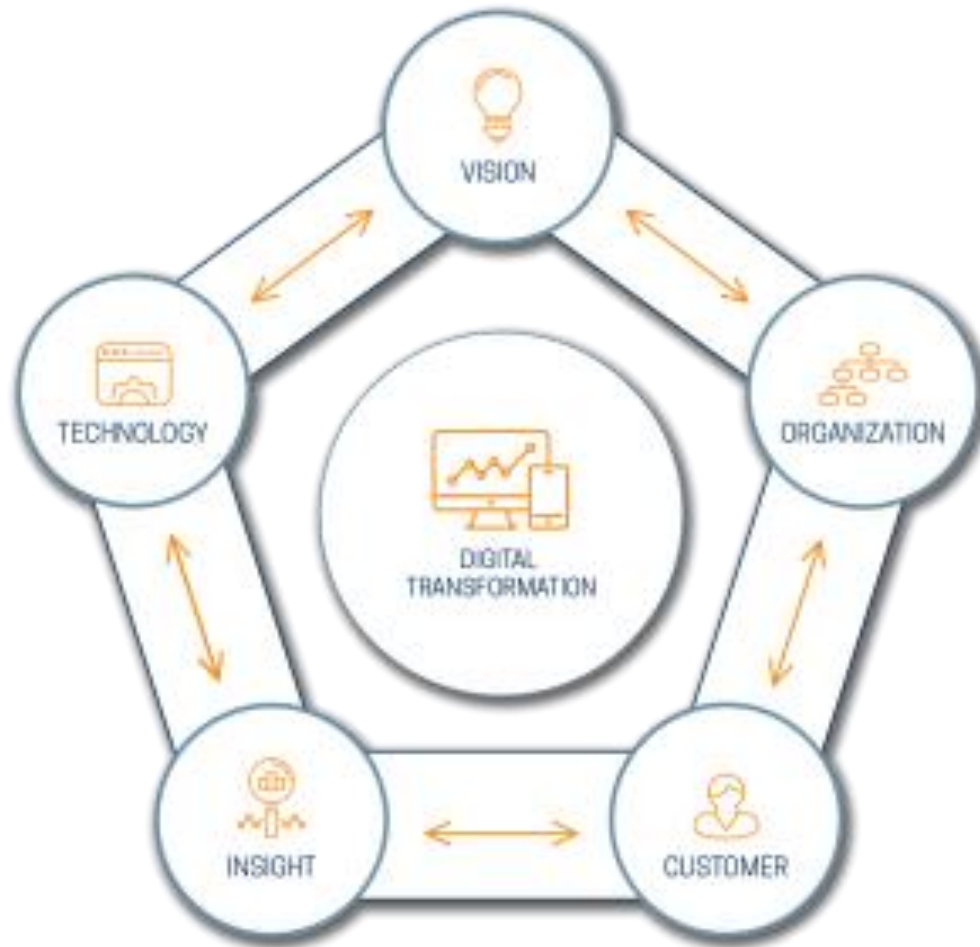 VISION
TECHNOLOGY
ORGANIZATION
DIGITAL
TRANSFORMATION
INSIGHT
CUSTOMER